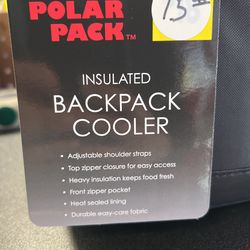 POLAR
PACK™
INSULATED
BACKPACK
COOLER
• Adjustable shoulder straps
• Top zipper closure for easy access
• Heavy insulation keeps food fresh
• Front zipper pocket
• Heat sealed lining
• Durable easy-care fabric